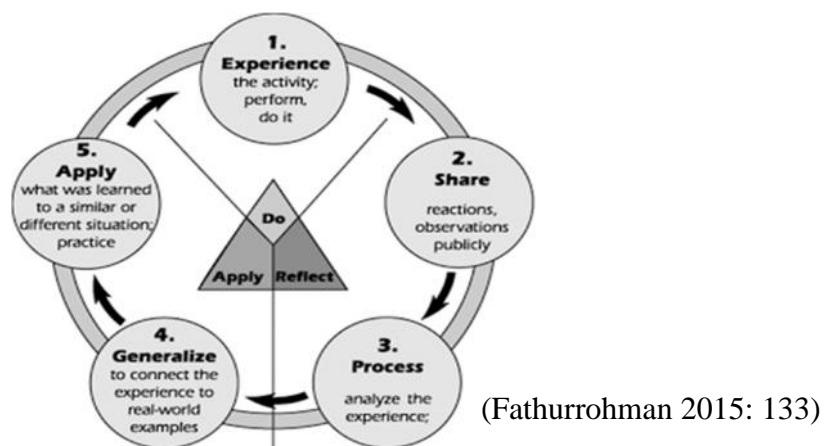 1.
Experience
the activity;
perform,
do it
2.
Share
reactions,
observations
publicly
3.
Process
analyze the
experience;
4.
Generalize
to connect the
experience to
real-world
examples
5.
Apply
what was learned
to a similar or
different situation;
practice
Do
Apply Reflect
(Fathurrohman 2015: 133)